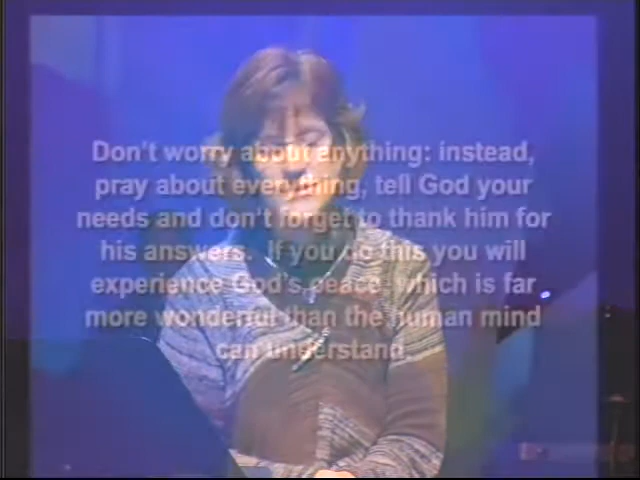 Don't worry about anything: instead,
pray about everything, tell God your
needs and don't forget to thank him for
his answers. If you do this you will
experience God's peace, which is far
more wonderful than the human mind
can understand